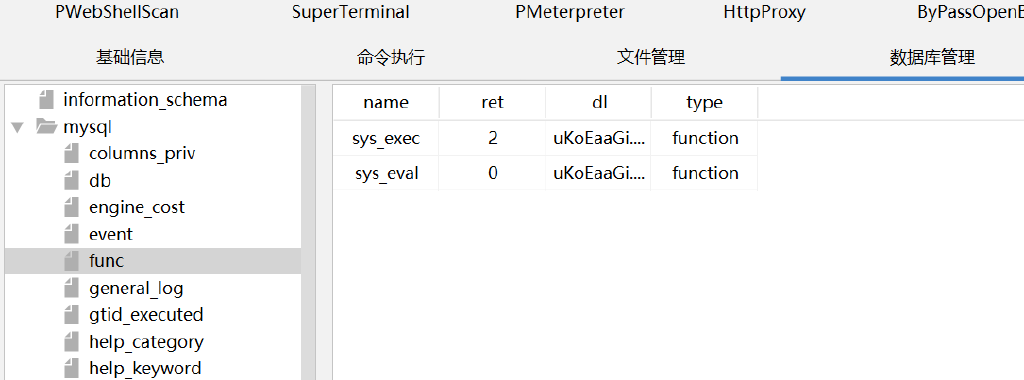 PWebShellScan SuperTerminal PMeterpreter HttpProxy ByPassOpenB
基础信息 命令执行 文件管理 数据库管理
information_schema
mysql
columns_priv
db
engine_cost
event
func
general_log
gtid_executed
help_category
help_keyword
name ret dl type
sys_exec 2 uKoEaaGi.... function
sys_eval 0 uKoEaaGi.... function